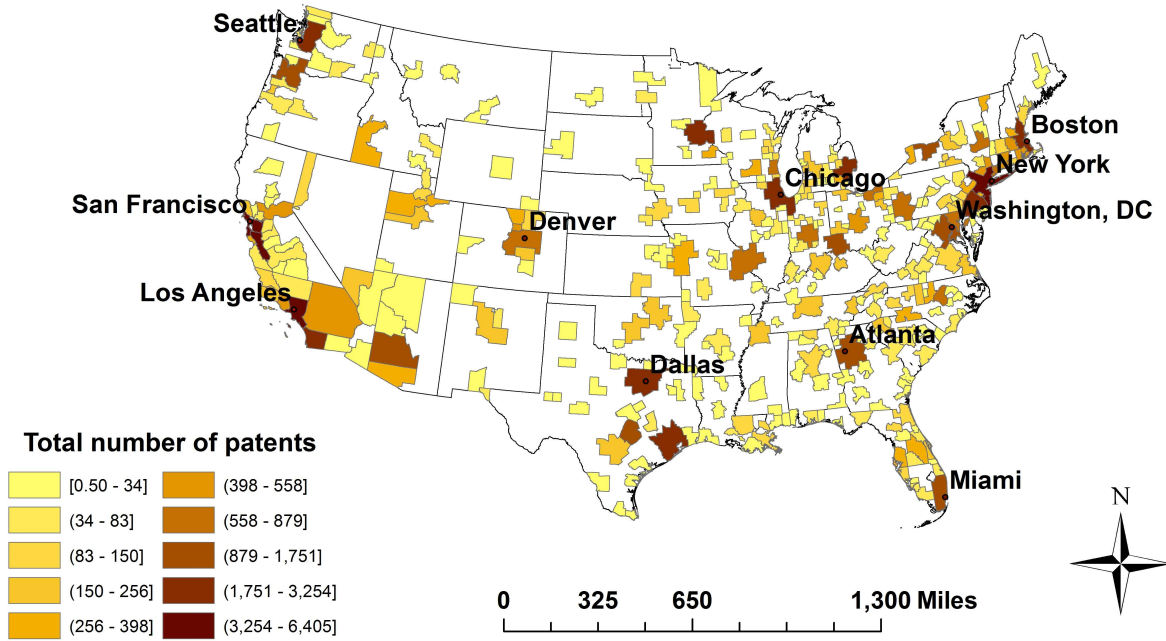 Seattle
Boston
New York
Chicago
San Francisco
Washington, DC
Denver
Los Angeles
Atlanta
Dallas
Total number of patents
[0.50 - 34]
(398 - 558]
Miami
(34 - 83]
(558 - 879]
N
(83 - 150]
(879 - 1,751]
(150 - 256]
(1,751 - 3,254]
0 325 650 1,300 Miles
(256 - 398]
(3,254 - 6,405]